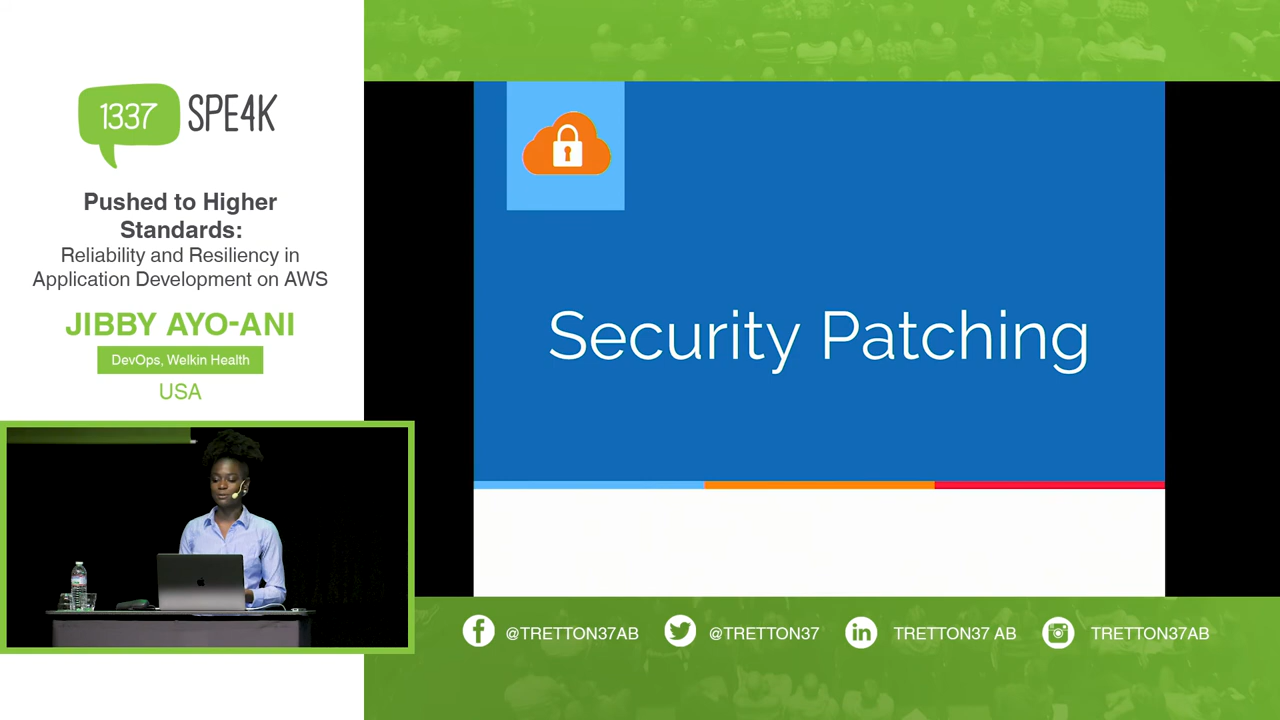 1337 SPE4K
Pushed to Higher
Standards:
Reliability and Resiliency in
Application Development on AWS
JIBBY AYO-ANI
DevOps, Welkin Health
USA
Security Patching
@TRETTON37AB
@TRETTON37
TRETTON37 AB
TRETTON37AB